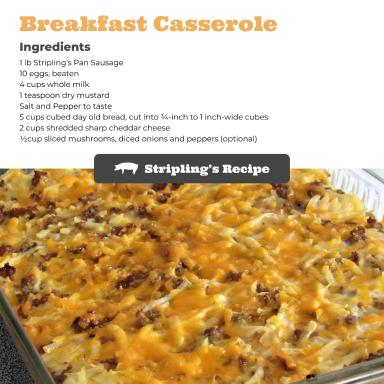 Breakfast Casserole
Ingredients
1 lb Stripling's Pan Sausage
10 eggs, beaten
4 cups whole milk
1 teaspoon dry mustard
Salt and Pepper to taste
5 cups cubed day old bread, cut into ¾-inch to 1 inch-wide cubes
2 cups shredded sharp cheddar cheese
½cup sliced mushrooms, diced onions and peppers (optional)
Stripling's Recipe